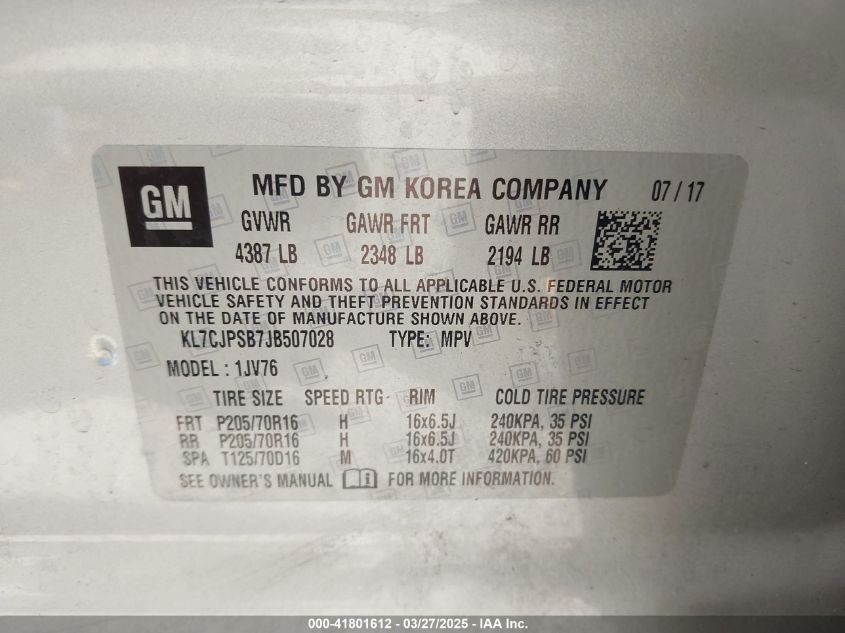 GM
MFD BY GM KOREA COMPANY 07/17
GVWR GAWR FRT GAWR RR
4387 LB 2348 LB 2194 LB
THIS VEHICLE CONFORMS TO ALL APPLICABLE U.S. FEDERAL MOTOR
VEHICLE SAFETY AND THEFT PREVENTION STANDARDS IN EFFECT
ON THE DATE OF MANUFACTURE SHOWN ABOVE.
KL7CJPSB7JB507028 TYPE: MPV
MODEL : 1JV76
TIRE SIZE SPEED RTG RIM COLD TIRE PRESSURE
FRT P205/70R16 H 16x6.5J 240KPA, 35 PSI
RR P205/70R16 H 16x6.5J 240KPA, 35 PSI
SPA T125/70D16 M 16x4.0T 420KPA, 60 PSI
SEE OWNER'S MANUAL i FOR MORE INFORMATION.
000-41801612 - 03/27/2025 - IAA Inc.